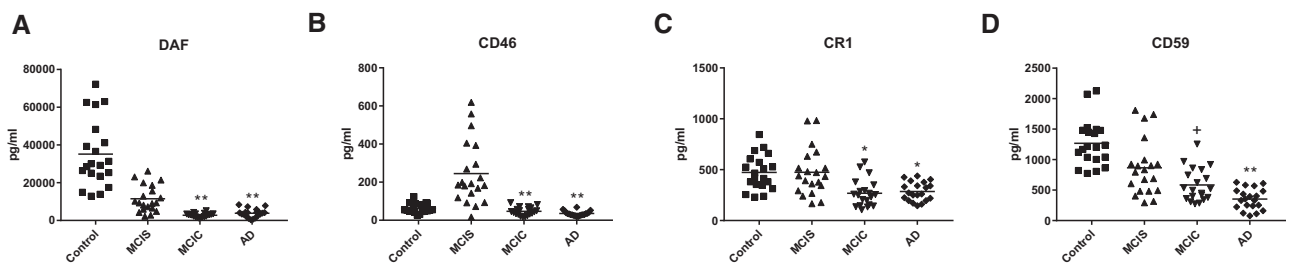 A
DAF
pg/ml
80000
60000
40000
20000
0
**
**
Control
MCIS
MCIC
AD
B
CD46
pg/ml
800
600
400
200
0
**
**
Control
MCIS
MCIC
AD
C
CR1
pg/ml
1500
1000
500
0
*
*
Control
MCIS
MCIC
AD
D
CD59
pg/ml
2500
2000
1500
1000
500
0
+
**
Control
MCIS
MCIC
AD